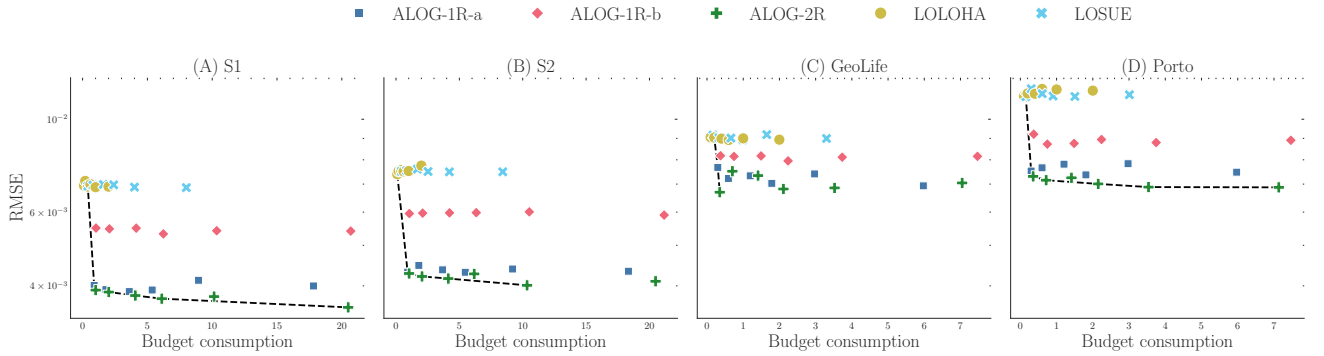 ALOG-1R-a ALOG-1R-b ALOG-2R LOLOHA LOSUE
(A) S1 (B) S2 (C) GeoLife (D) Porto
10⁻²
6 × 10⁻³
4 × 10⁻³
RMSE
0 5 10 15 20 0 5 10 15 20 0 1 2 3 4 5 6 7 0 1 2 3 4 5 6 7
Budget consumption Budget consumption Budget consumption Budget consumption